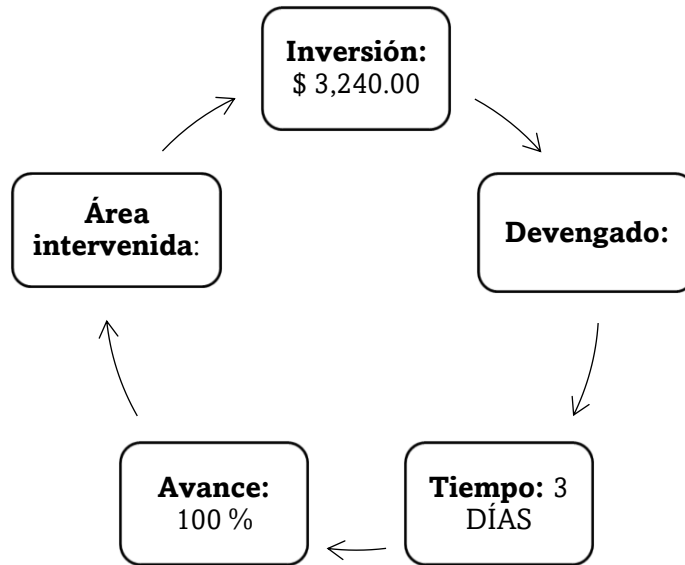 Inversión:
$ 3,240.00
Devengado:
Tiempo: 3
DÍAS
Avance:
100 %
Área
intervenida: